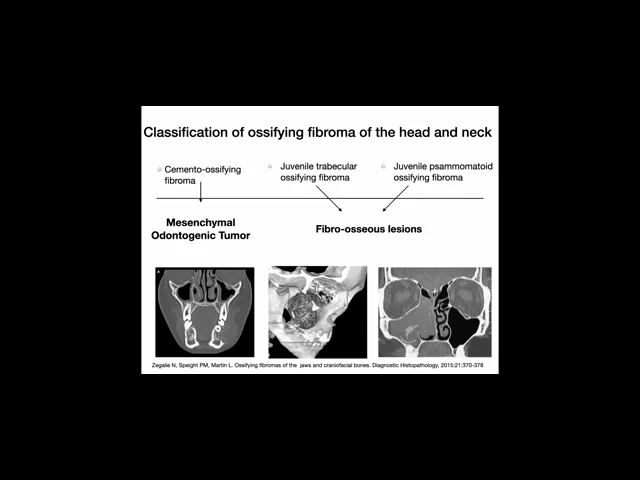 Classification of ossifying fibroma of the head and neck
Cemento-ossifying
fibroma
Juvenile trabecular
ossifying fibroma
Juvenile psammomatoid
ossifying fibroma
Mesenchymal
Odontogenic Tumor
Fibro-osseous lesions
Zegalie N, Speight PM, Martin L. Ossifying fibromas of the jaws and craniofacial bones. Diagnostic Histopathology, 2015:21:370-378